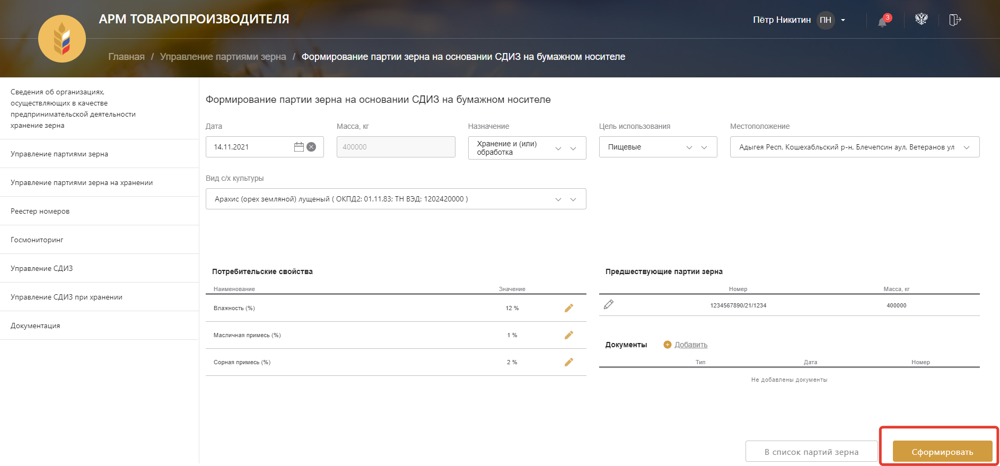 АРМ ТОВАРОПРОИЗВОДИТЕЛЯ
Пётр Никитин ПН
3
Главная / Управление партиями зерна / Формирование партии зерна на основании СДИЗ на бумажном носителе
Сведения об организациях,
осуществляющих в качестве
предпринимательской деятельности
хранение зерна
Управление партиями зерна
Управление партиями зерна на хранении
Реестер номеров
Госмониторинг
Управление СДИЗ
Управление СДИЗ при хранении
Документация
Формирование партии зерна на основании СДИЗ на бумажном носителе
Дата Масса, кг Назначение Цель использования Местоположение
14.11.2021 400000 Хранение и (или) Пищевые Адыгея Респ, Кошехабльский р-н, Блечепсин аул, Ветеранов ул
обработка
Вид с/х культуры
Арахис (орех земляной) лущеный ( ОКПД2: 01.11.83; ТН ВЭД: 1202420000 )
Потребительские свойства
Наименование Значение
Влажность (%) 12 %
Масличная примесь (%) 1 %
Сорная примесь (%) 2 %
Предшествующие партии зерна
Номер Масса, кг
1234567890/21/1234 400000
Документы Добавить
Тип Дата Номер
Не добавлены документы
В список партий зерна Сформировать